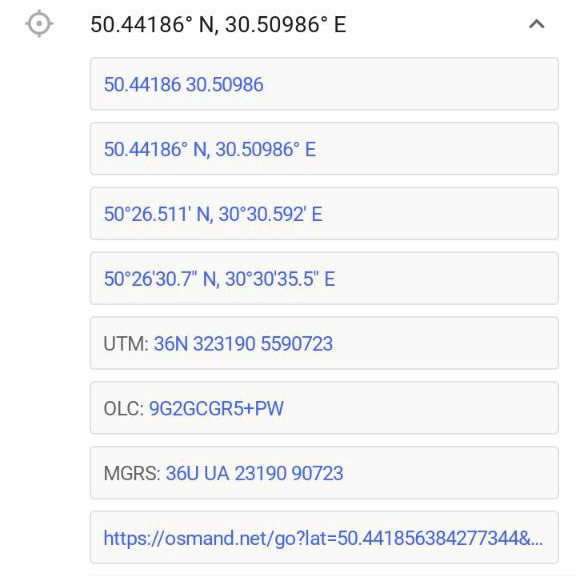 50.44186° N, 30.50986° E
50.44186 30.50986
50.44186° N, 30.50986° E
50°26.511′ N, 30°30.592′ E
50°26′30.7″ N, 30°30′35.5″ E
UTM: 36N 323190 5590723
OLC: 9G2GCGR5+PW
MGRS: 36U UA 23190 90723
https://osmand.net/go?lat=50.441856384277344&...